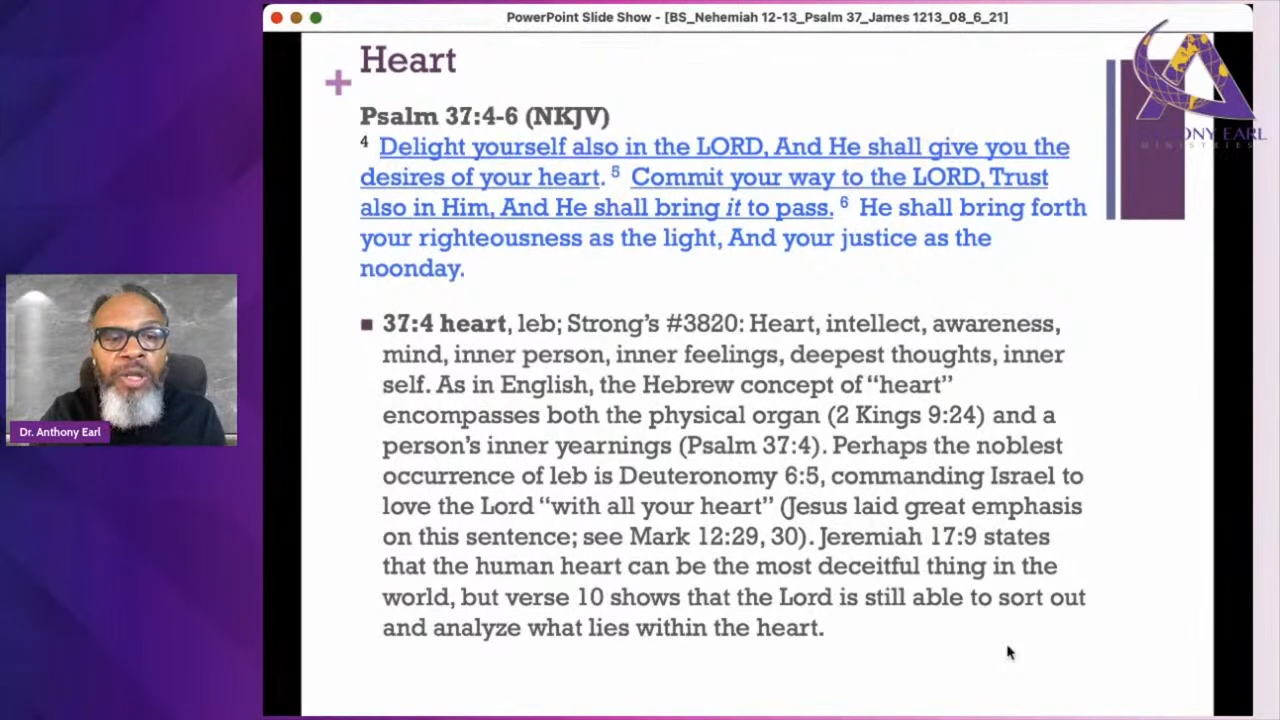 PowerPoint Slide Show - [BS_Nehemiah 12-13_Psalm 37_James 1213_08_6_21]
Heart
Psalm 37:4-6 (NKJV)
4 Delight yourself also in the LORD, And He shall give you the
desires of your heart. 5 Commit your way to the LORD, Trust
also in Him, And He shall bring it to pass. 6 He shall bring forth
your righteousness as the light, And your justice as the
noonday.
■ 37:4 heart, leb; Strong's #3820: Heart, intellect, awareness,
mind, inner person, inner feelings, deepest thoughts, inner
self. As in English, the Hebrew concept of “heart”
encompasses both the physical organ (2 Kings 9:24) and a
person's inner yearnings (Psalm 37:4). Perhaps the noblest
occurrence of leb is Deuteronomy 6:5, commanding Israel to
love the Lord “with all your heart” (Jesus laid great emphasis
on this sentence; see Mark 12:29, 30). Jeremiah 17:9 states
that the human heart can be the most deceitful thing in the
world, but verse 10 shows that the Lord is still able to sort out
and analyze what lies within the heart.
Dr. Anthony Earl
EARL
MINISTRIES